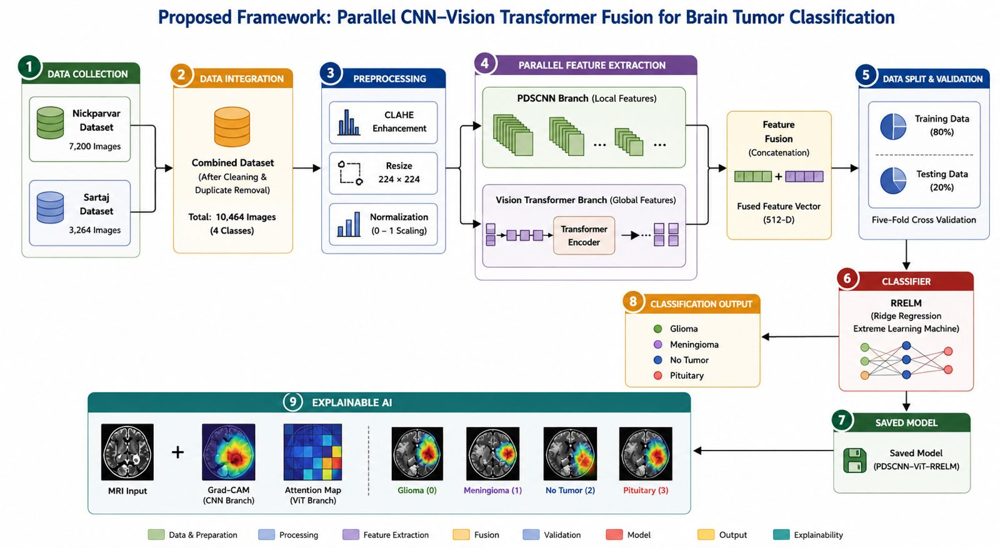 Proposed Framework: Parallel CNN–Vision Transformer Fusion for Brain Tumor Classification
1
DATA COLLECTION
Nickparvar
Dataset
7,200 Images
Sartaj
Dataset
3,264 Images
2
DATA INTEGRATION
Combined Dataset
(After Cleaning &
Duplicate Removal)
Total: 10,464 Images
(4 Classes)
3
PREPROCESSING
CLAHE
Enhancement
Resize
224 × 224
Normalization
(0 – 1 Scaling)
4
PARALLEL FEATURE EXTRACTION
PDSCNN Branch (Local Features)
... ...
Vision Transformer Branch (Global Features)
Transformer
Encoder
...
Feature
Fusion
(Concatenation)
+
Fused Feature Vector
(512-D)
5
DATA SPLIT & VALIDATION
Training Data
(80%)
Testing Data
(20%)
Five-Fold Cross Validation
6
CLASSIFIER
RRELM
(Ridge Regression
Extreme Learning Machine)
8
CLASSIFICATION OUTPUT
Glioma
Meningioma
No Tumor
Pituitary
7
SAVED MODEL
Saved Model
(PDSCNN–ViT–RRELM)
9
EXPLAINABLE AI
+
MRI Input
Grad-CAM
(CNN Branch)
Attention Map
(ViT Branch)
Glioma (0)
Meningioma (1)
No Tumor (2)
Pituitary (3)
Data & Preparation
Processing
Feature Extraction
Fusion
Validation
Model
Output
Explainability